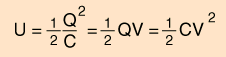 U = 1/2 Q²/C = 1/2 QV = 1/2 CV²